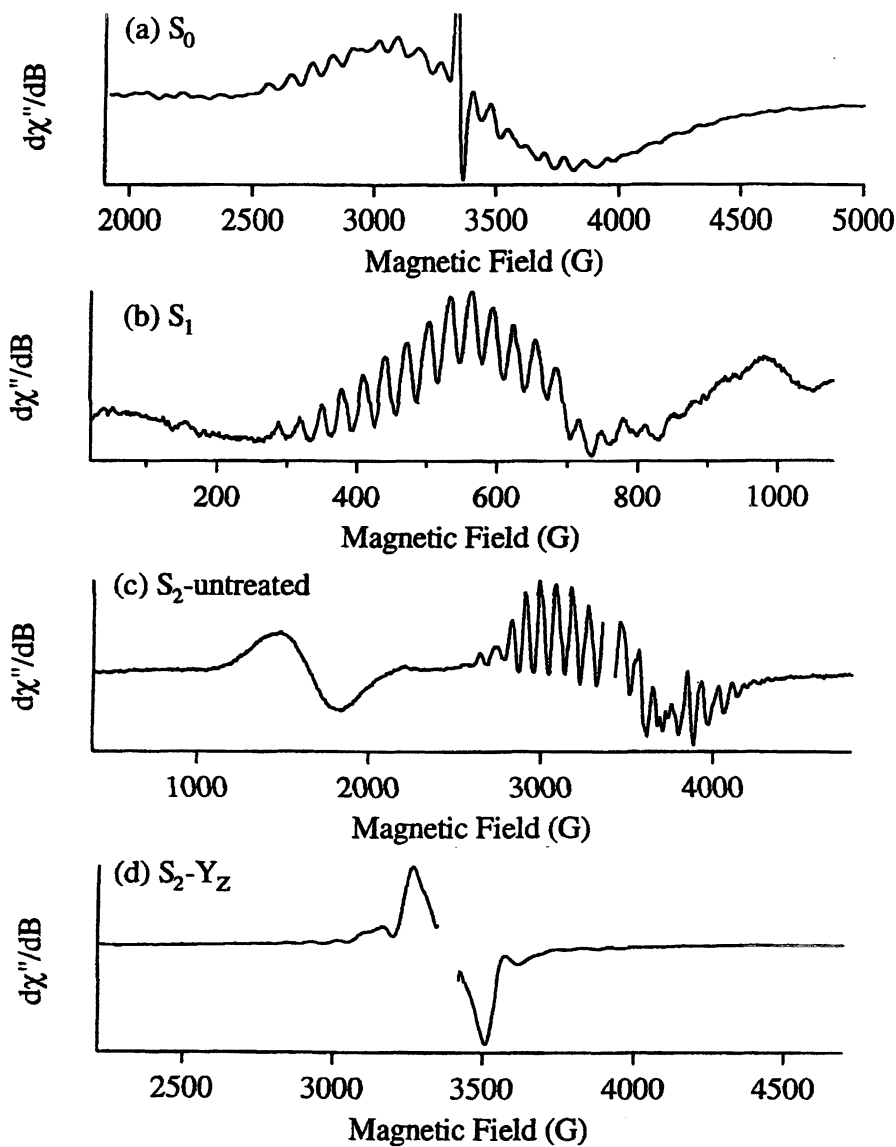 (a) S₀
dχ"/dB
2000 2500 3000 3500 4000 4500 5000
Magnetic Field (G)
(b) S₁
dχ"/dB
200 400 600 800 1000
Magnetic Field (G)
(c) S₂-untreated
dχ"/dB
1000 2000 3000 4000
Magnetic Field (G)
(d) S₂-Y_Z
dχ"/dB
2500 3000 3500 4000 4500
Magnetic Field (G)